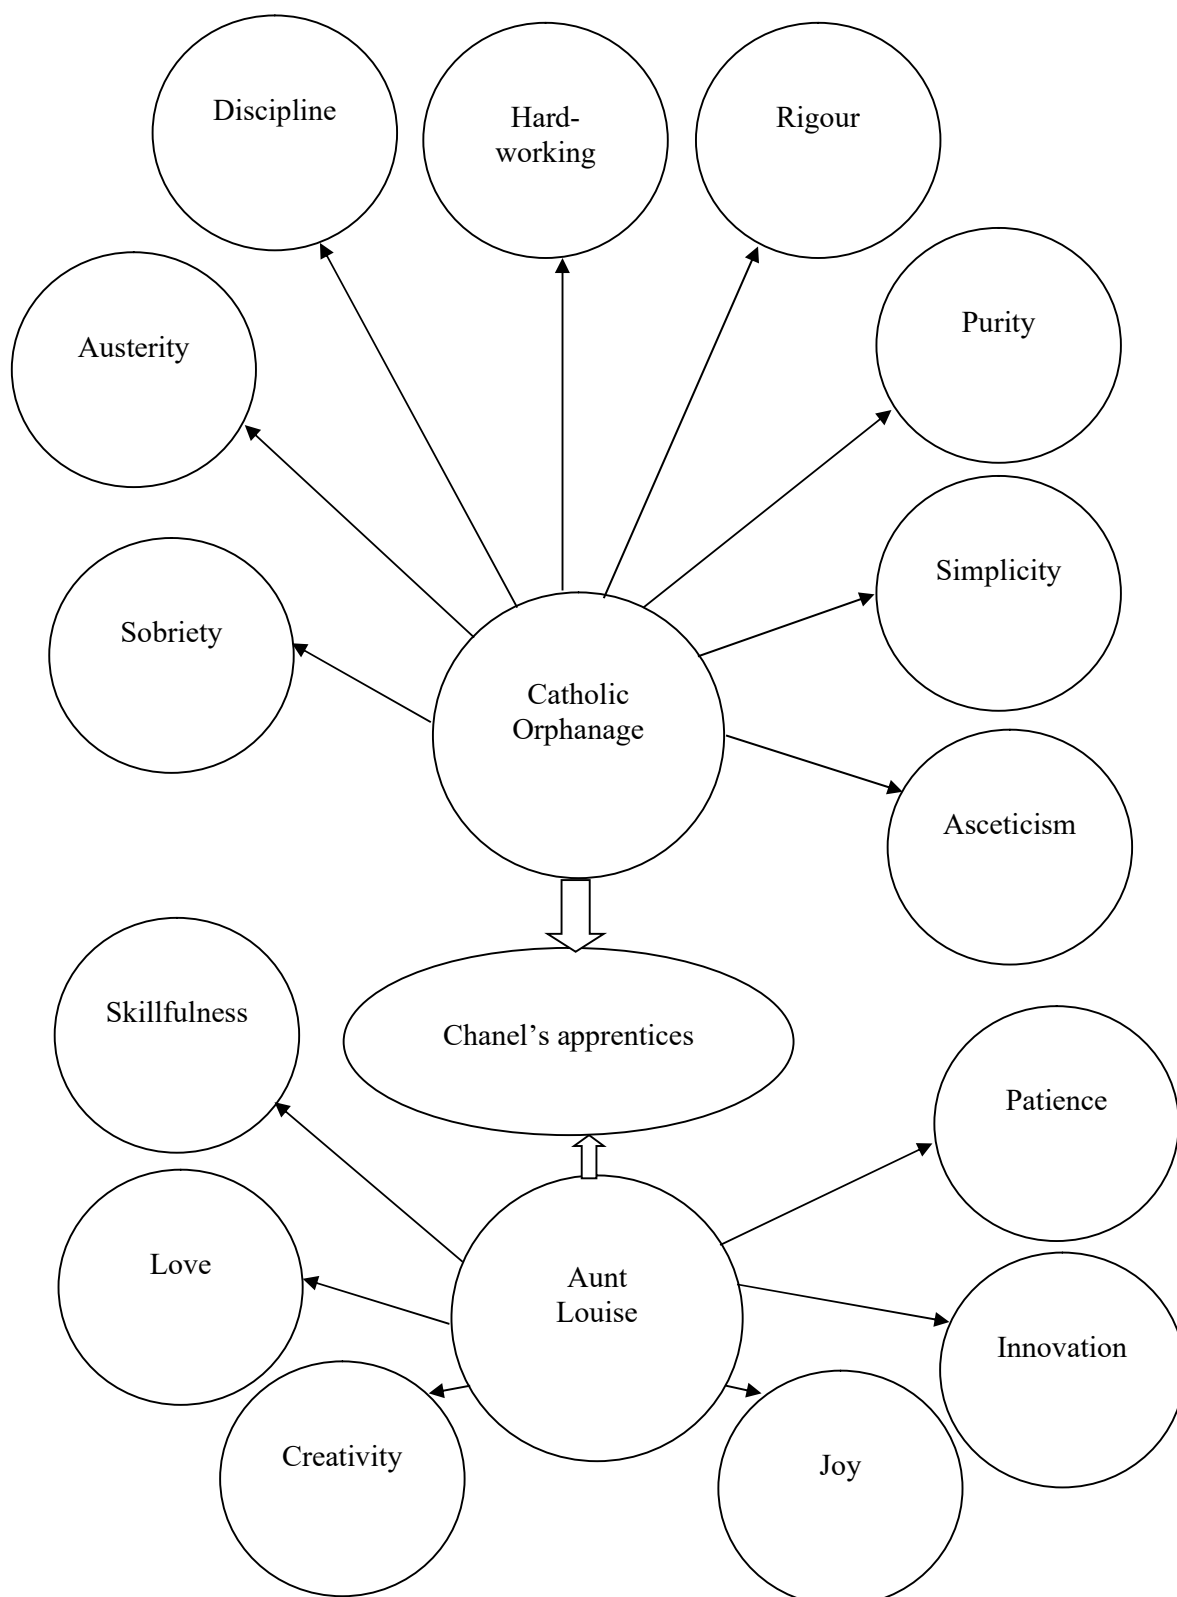 Discipline
Hard-
working
Rigour
Purity
Austerity
Simplicity
Sobriety
Catholic
Orphanage
Asceticism
Skillfulness
Chanel’s apprentices
Patience
Love
Aunt
Louise
Innovation
Creativity
Joy